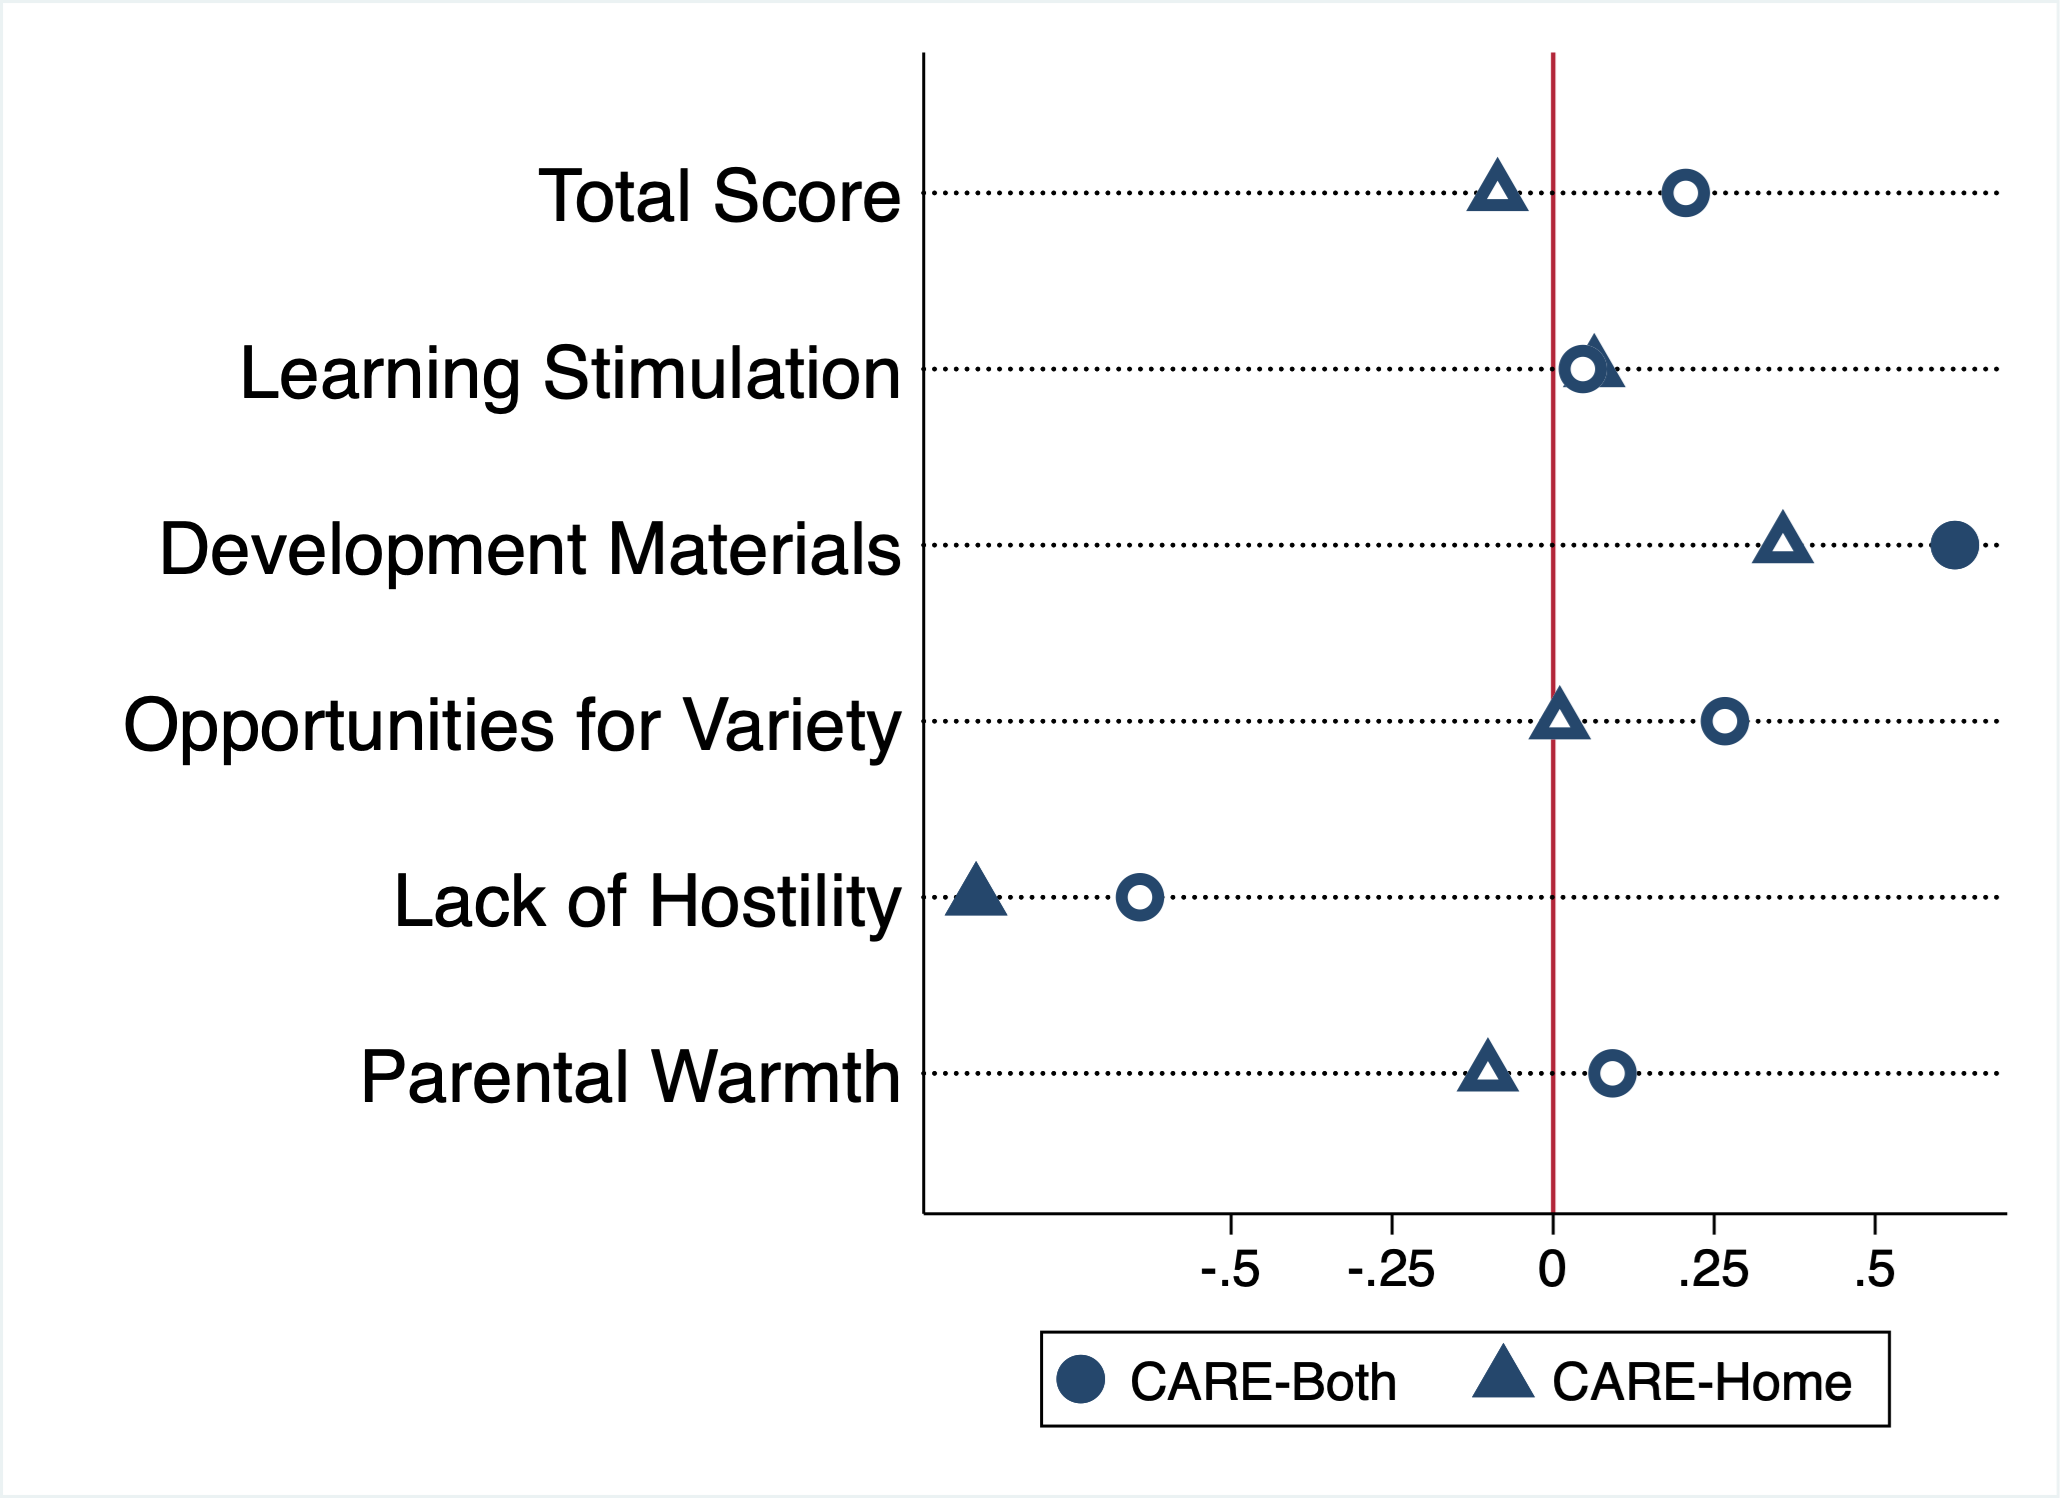 Total Score
Learning Stimulation
Development Materials
Opportunities for Variety
Lack of Hostility
Parental Warmth
-.5 -.25 0 .25 .5
CARE-Both CARE-Home